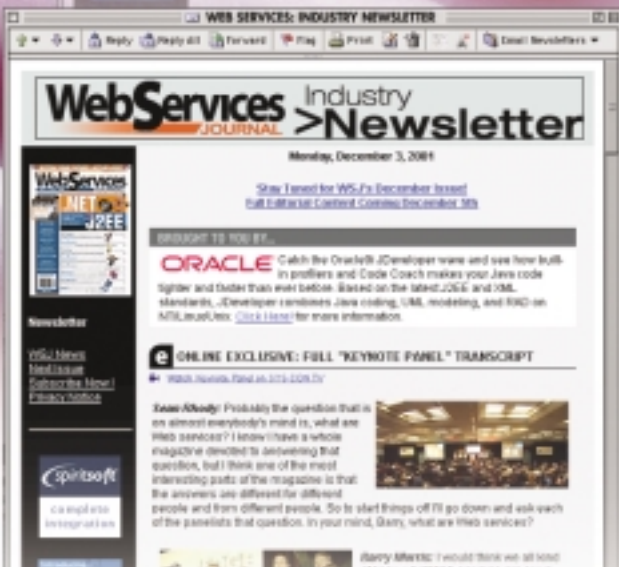 WEB SERVICES: INDUSTRY NEWSLETTER
Reply Reply All Forward Flag Print Email Newsletters
WebServices
JOURNAL
Industry
>Newsletter
Monday, December 3, 2001
Stay Tuned for WSJ's December Issue!
Full Editorial Content Coming December 5th
WebServices
.NET
J2EE
BROUGHT TO YOU BY...
ORACLE Catch the Oracle9i JDeveloper wave and see how built-
in profilers and Code Coach makes your Java code
tighter and faster than ever before. Based on the latest J2EE and XML
standards, JDeveloper combines Java coding, UML modeling, and RAD on
NT/Linux/Unix. Click Here! for more information.
Newsletter
WSJ News
Next Issue
Subscribe Now!
Privacy Notice
e ONLINE EXCLUSIVE: FULL "KEYNOTE PANEL" TRANSCRIPT
Watch Keynote Panel on SYS-CON.TV
Sean Rhody: Probably the question that is
on almost everybody's mind is, what are
Web services? I know I have a whole
magazine devoted to answering that
question, but I think one of the most
interesting parts of the magazine is that
the answers are different for different
people and from different people. So to start things off I'll go down and ask each
of the panelists that question. In your mind, Barry, what are Web services?
spiritsoft
complete
integration
Barry Morris: I would think we all kind